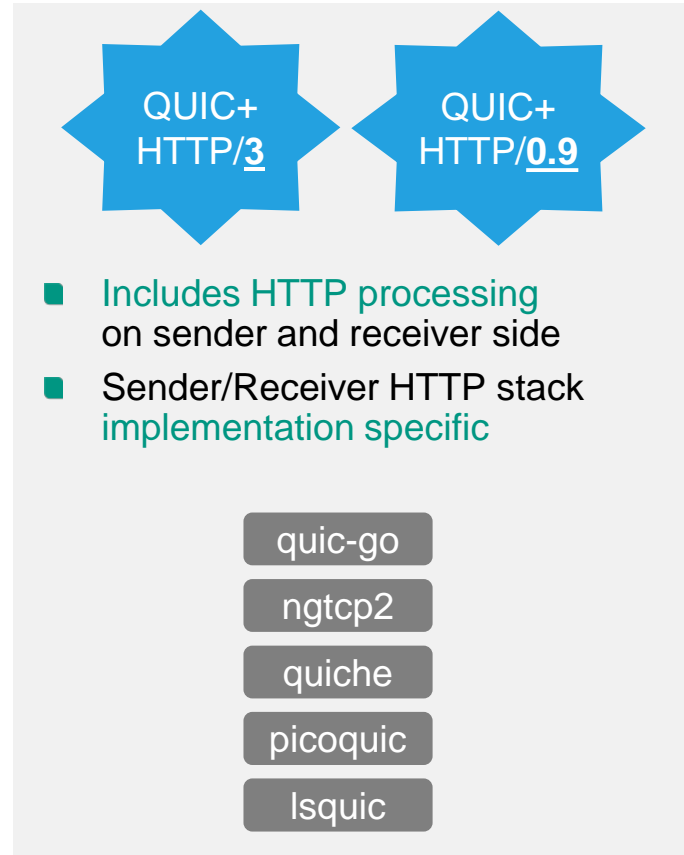 QUIC+
HTTP/3
QUIC+
HTTP/0.9
Includes HTTP processing
on sender and receiver side
Sender/Receiver HTTP stack
implementation specific
quic-go
ngtcp2
quiche
picoquic
lsquic